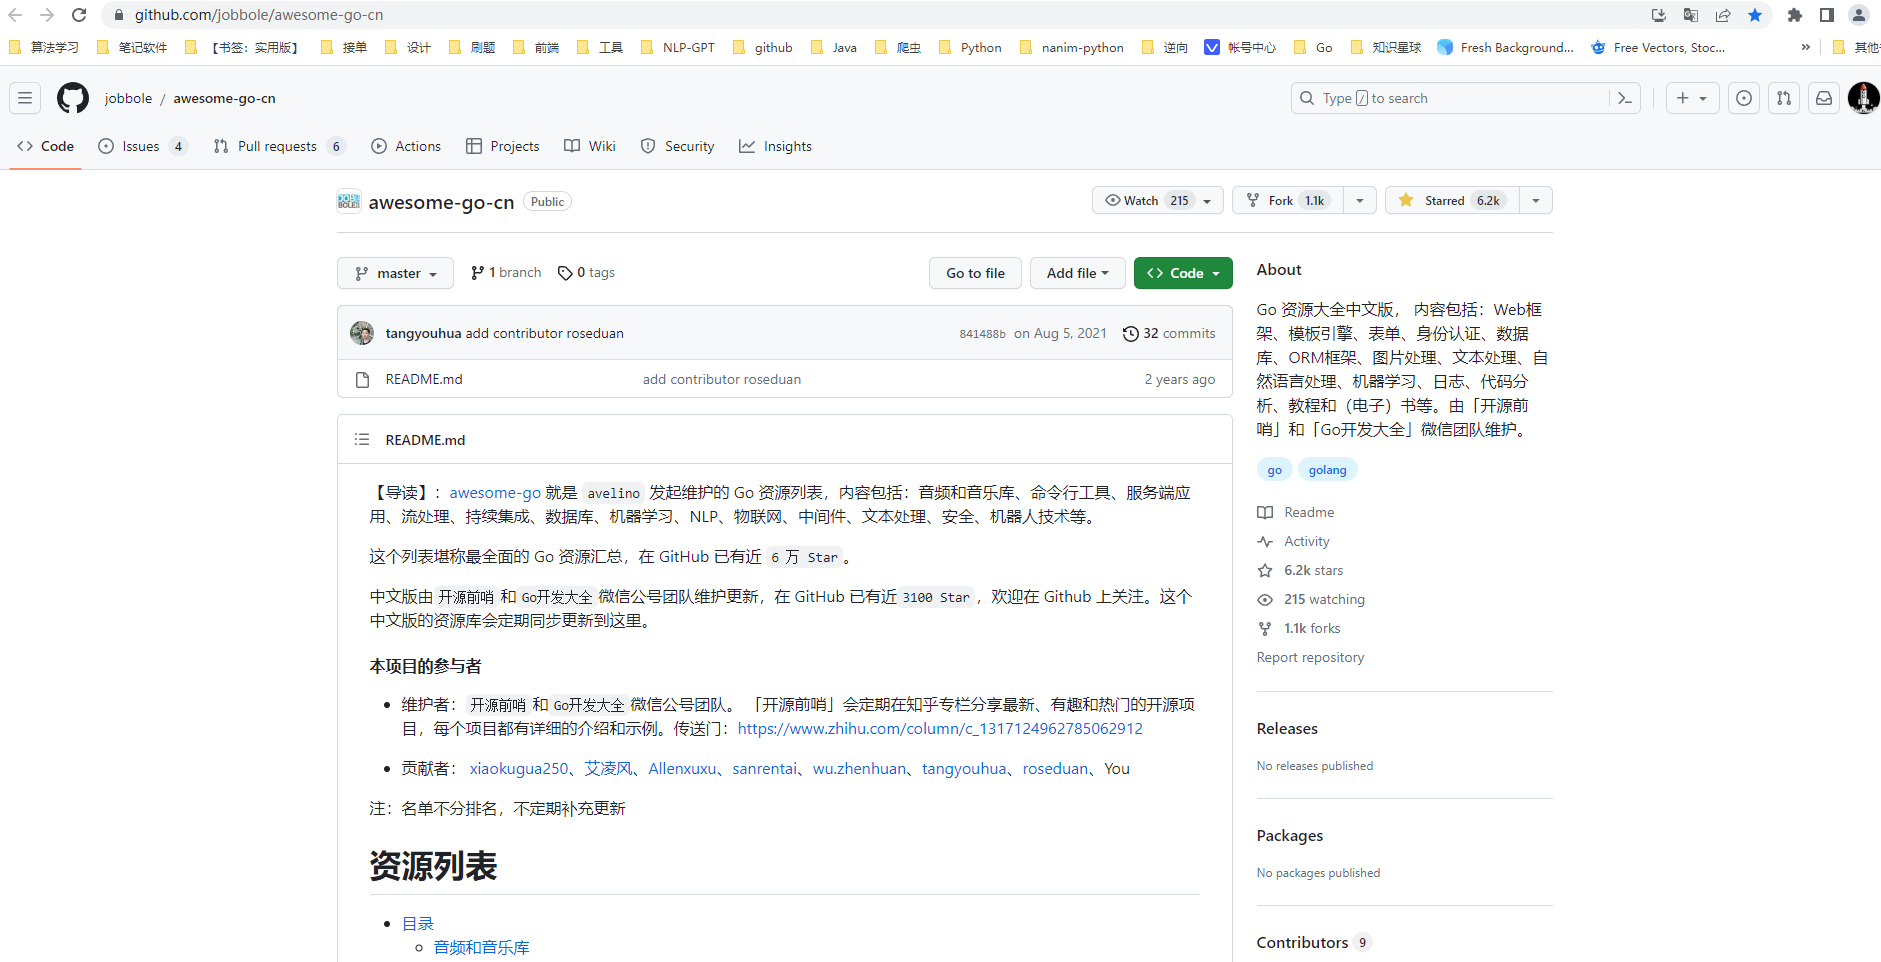 github.com/jobbole/awesome-go-cn
算法学习 笔记软件 【书签：实用版】 接单 设计 刷题 前端 工具 NLP-GPT github Java 爬虫 Python nanim-python 逆向 帐号中心 Go 知识星球 Fresh Background... Free Vectors, Stoc... » 其他
jobbole / awesome-go-cn
Type / to search
Code Issues 4 Pull requests 6 Actions Projects Wiki Security Insights
awesome-go-cn Public
Watch 215 Fork 1.1k Starred 6.2k
master 1 branch 0 tags Go to file Add file Code
tangyouhua add contributor roseduan 841488b on Aug 5, 2021 32 commits
README.md add contributor roseduan 2 years ago
README.md
【导读】：awesome-go 就是 avelino 发起维护的 Go 资源列表，内容包括：音频和音乐库、命令行工具、服务端应
用、流处理、持续集成、数据库、机器学习、NLP、物联网、中间件、文本处理、安全、机器人技术等。
这个列表堪称最全面的 Go 资源汇总，在 GitHub 已有近 6 万 Star 。
中文版由 开源前哨 和 Go开发大全 微信公号团队维护更新，在 GitHub 已有近 3100 Star ，欢迎在 Github 上关注。这个
中文版的资源库会定期同步更新到这里。
本项目的参与者
维护者： 开源前哨 和 Go开发大全 微信公号团队。 「开源前哨」会定期在知乎专栏分享最新、有趣和热门的开源项
目，每个项目都有详细的介绍和示例。传送门：https://www.zhihu.com/column/c_1317124962785062912
贡献者： xiaokugua250、艾凌风、Allenxuxu、sanrentai、wu.zhenhuan、tangyouhua、roseduan、You
注：名单不分排名，不定期补充更新
资源列表
目录
音频和音乐库
About
Go 资源大全中文版， 内容包括：Web框
架、模板引擎、表单、身份认证、数据
库、ORM框架、图片处理、文本处理、自
然语言处理、机器学习、日志、代码分
析、教程和（电子）书等。由「开源前
哨」和「Go开发大全」微信团队维护。
go golang
Readme
Activity
6.2k stars
215 watching
1.1k forks
Report repository
Releases
No releases published
Packages
No packages published
Contributors 9